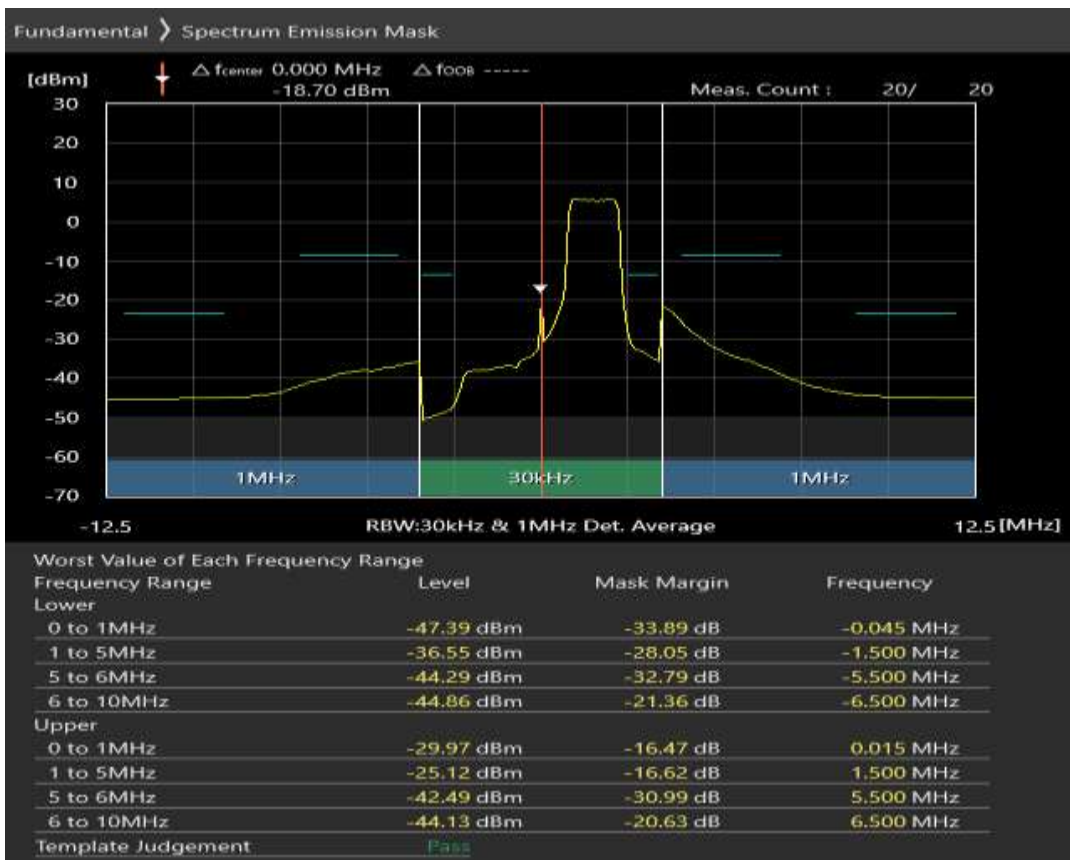 Fundamental ❯ Spectrum Emission Mask
[dBm] Δ fcenter 0.000 MHz Δ fOOB -----
-18.70 dBm Meas. Count : 20/ 20
30
20
10
0
-10
-20
-30
-40
-50
-60
1MHz 30kHz 1MHz
-70
-12.5 RBW:30kHz & 1MHz Det. Average 12.5 [MHz]
Worst Value of Each Frequency Range
Frequency Range Level Mask Margin Frequency
Lower
0 to 1MHz -47.39 dBm -33.89 dB -0.045 MHz
1 to 5MHz -36.55 dBm -28.05 dB -1.500 MHz
5 to 6MHz -44.29 dBm -32.79 dB -5.500 MHz
6 to 10MHz -44.86 dBm -21.36 dB -6.500 MHz
Upper
0 to 1MHz -29.97 dBm -16.47 dB 0.015 MHz
1 to 5MHz -25.12 dBm -16.62 dB 1.500 MHz
5 to 6MHz -42.49 dBm -30.99 dB 5.500 MHz
6 to 10MHz -44.13 dBm -20.63 dB 6.500 MHz
Template Judgement Pass